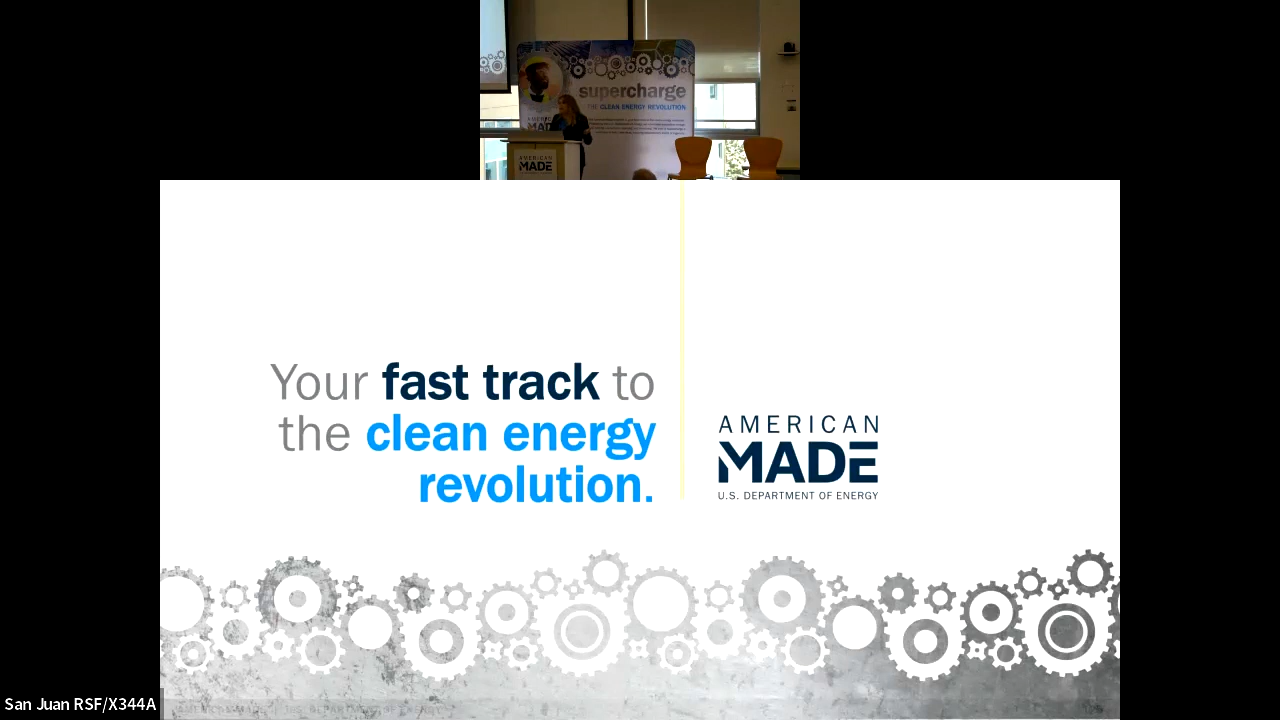 supercharge
THE CLEAN ENERGY REVOLUTION
AMERICAN
MADE
Your fast track to
the clean energy
revolution.
AMERICAN
MADE
U.S. DEPARTMENT OF ENERGY
San Juan RSF/X344A